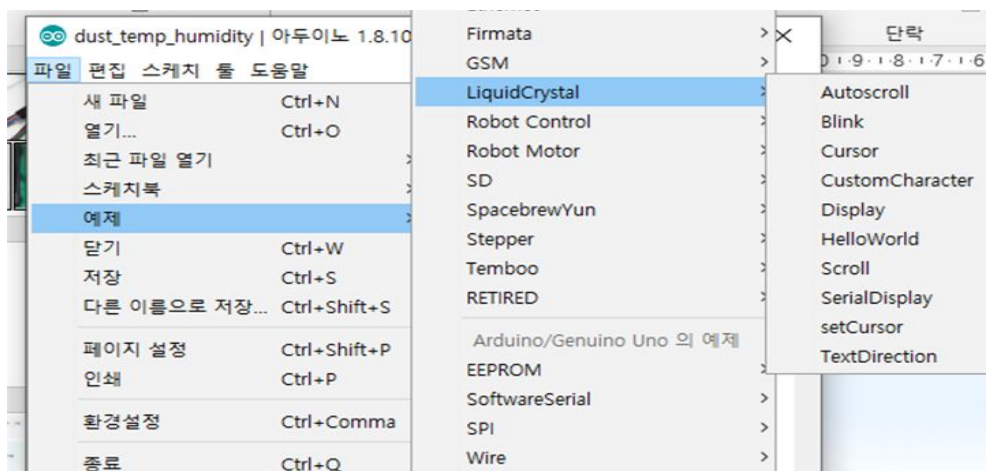 dust_temp_humidity | 아두이노 1.8.10
파일 편집 스케치 툴 도움말
새 파일 Ctrl+N
열기... Ctrl+O
최근 파일 열기 >
스케치북 >
예제 >
닫기 Ctrl+W
저장 Ctrl+S
다른 이름으로 저장... Ctrl+Shift+S
페이지 설정 Ctrl+Shift+P
인쇄 Ctrl+P
환경설정 Ctrl+Comma
종료 Ctrl+Q
Firmata >
GSM >
LiquidCrystal >
Robot Control >
Robot Motor >
SD >
SpacebrewYun >
Stepper >
Temboo >
RETIRED >
Arduino/Genuino Uno 의 예제
EEPROM >
SoftwareSerial >
SPI >
Wire >
단락
9 8 7 6
Autoscroll
Blink
Cursor
CustomCharacter
Display
HelloWorld
Scroll
SerialDisplay
setCursor
TextDirection